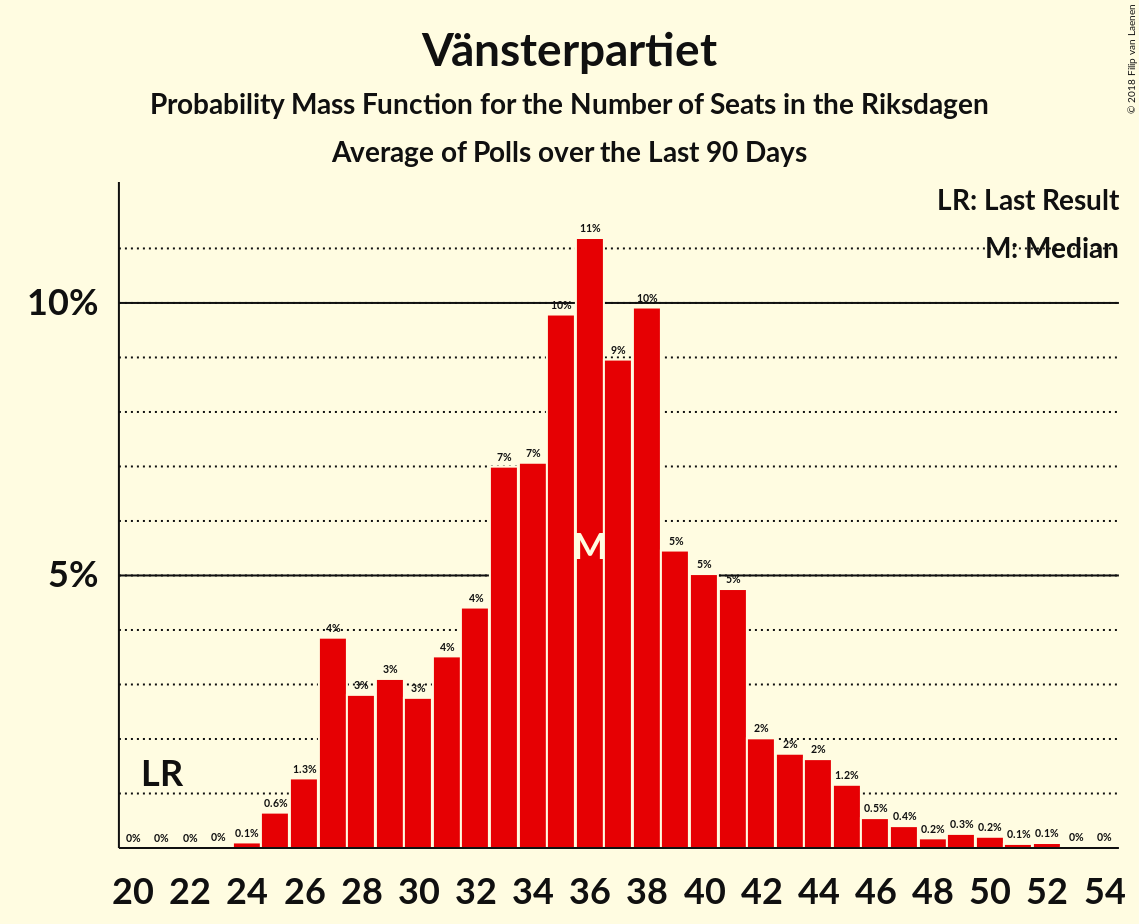 Vänsterpartiet
Probability Mass Function for the Number of Seats in the Riksdagen
Average of Polls over the Last 90 Days
© 2018 Filip van Laenen
LR: Last Result
M: Median
10%
5%
LR
M
0% 0% 0% 0% 0.1% 0.6% 1.3% 4% 3% 3% 3% 4% 4% 7% 7% 10% 11% 9% 10% 5% 5% 5% 2% 2% 2% 1.2% 0.5% 0.4% 0.2% 0.3% 0.2% 0.1% 0.1% 0% 0%
20 22 24 26 28 30 32 34 36 38 40 42 44 46 48 50 52 54